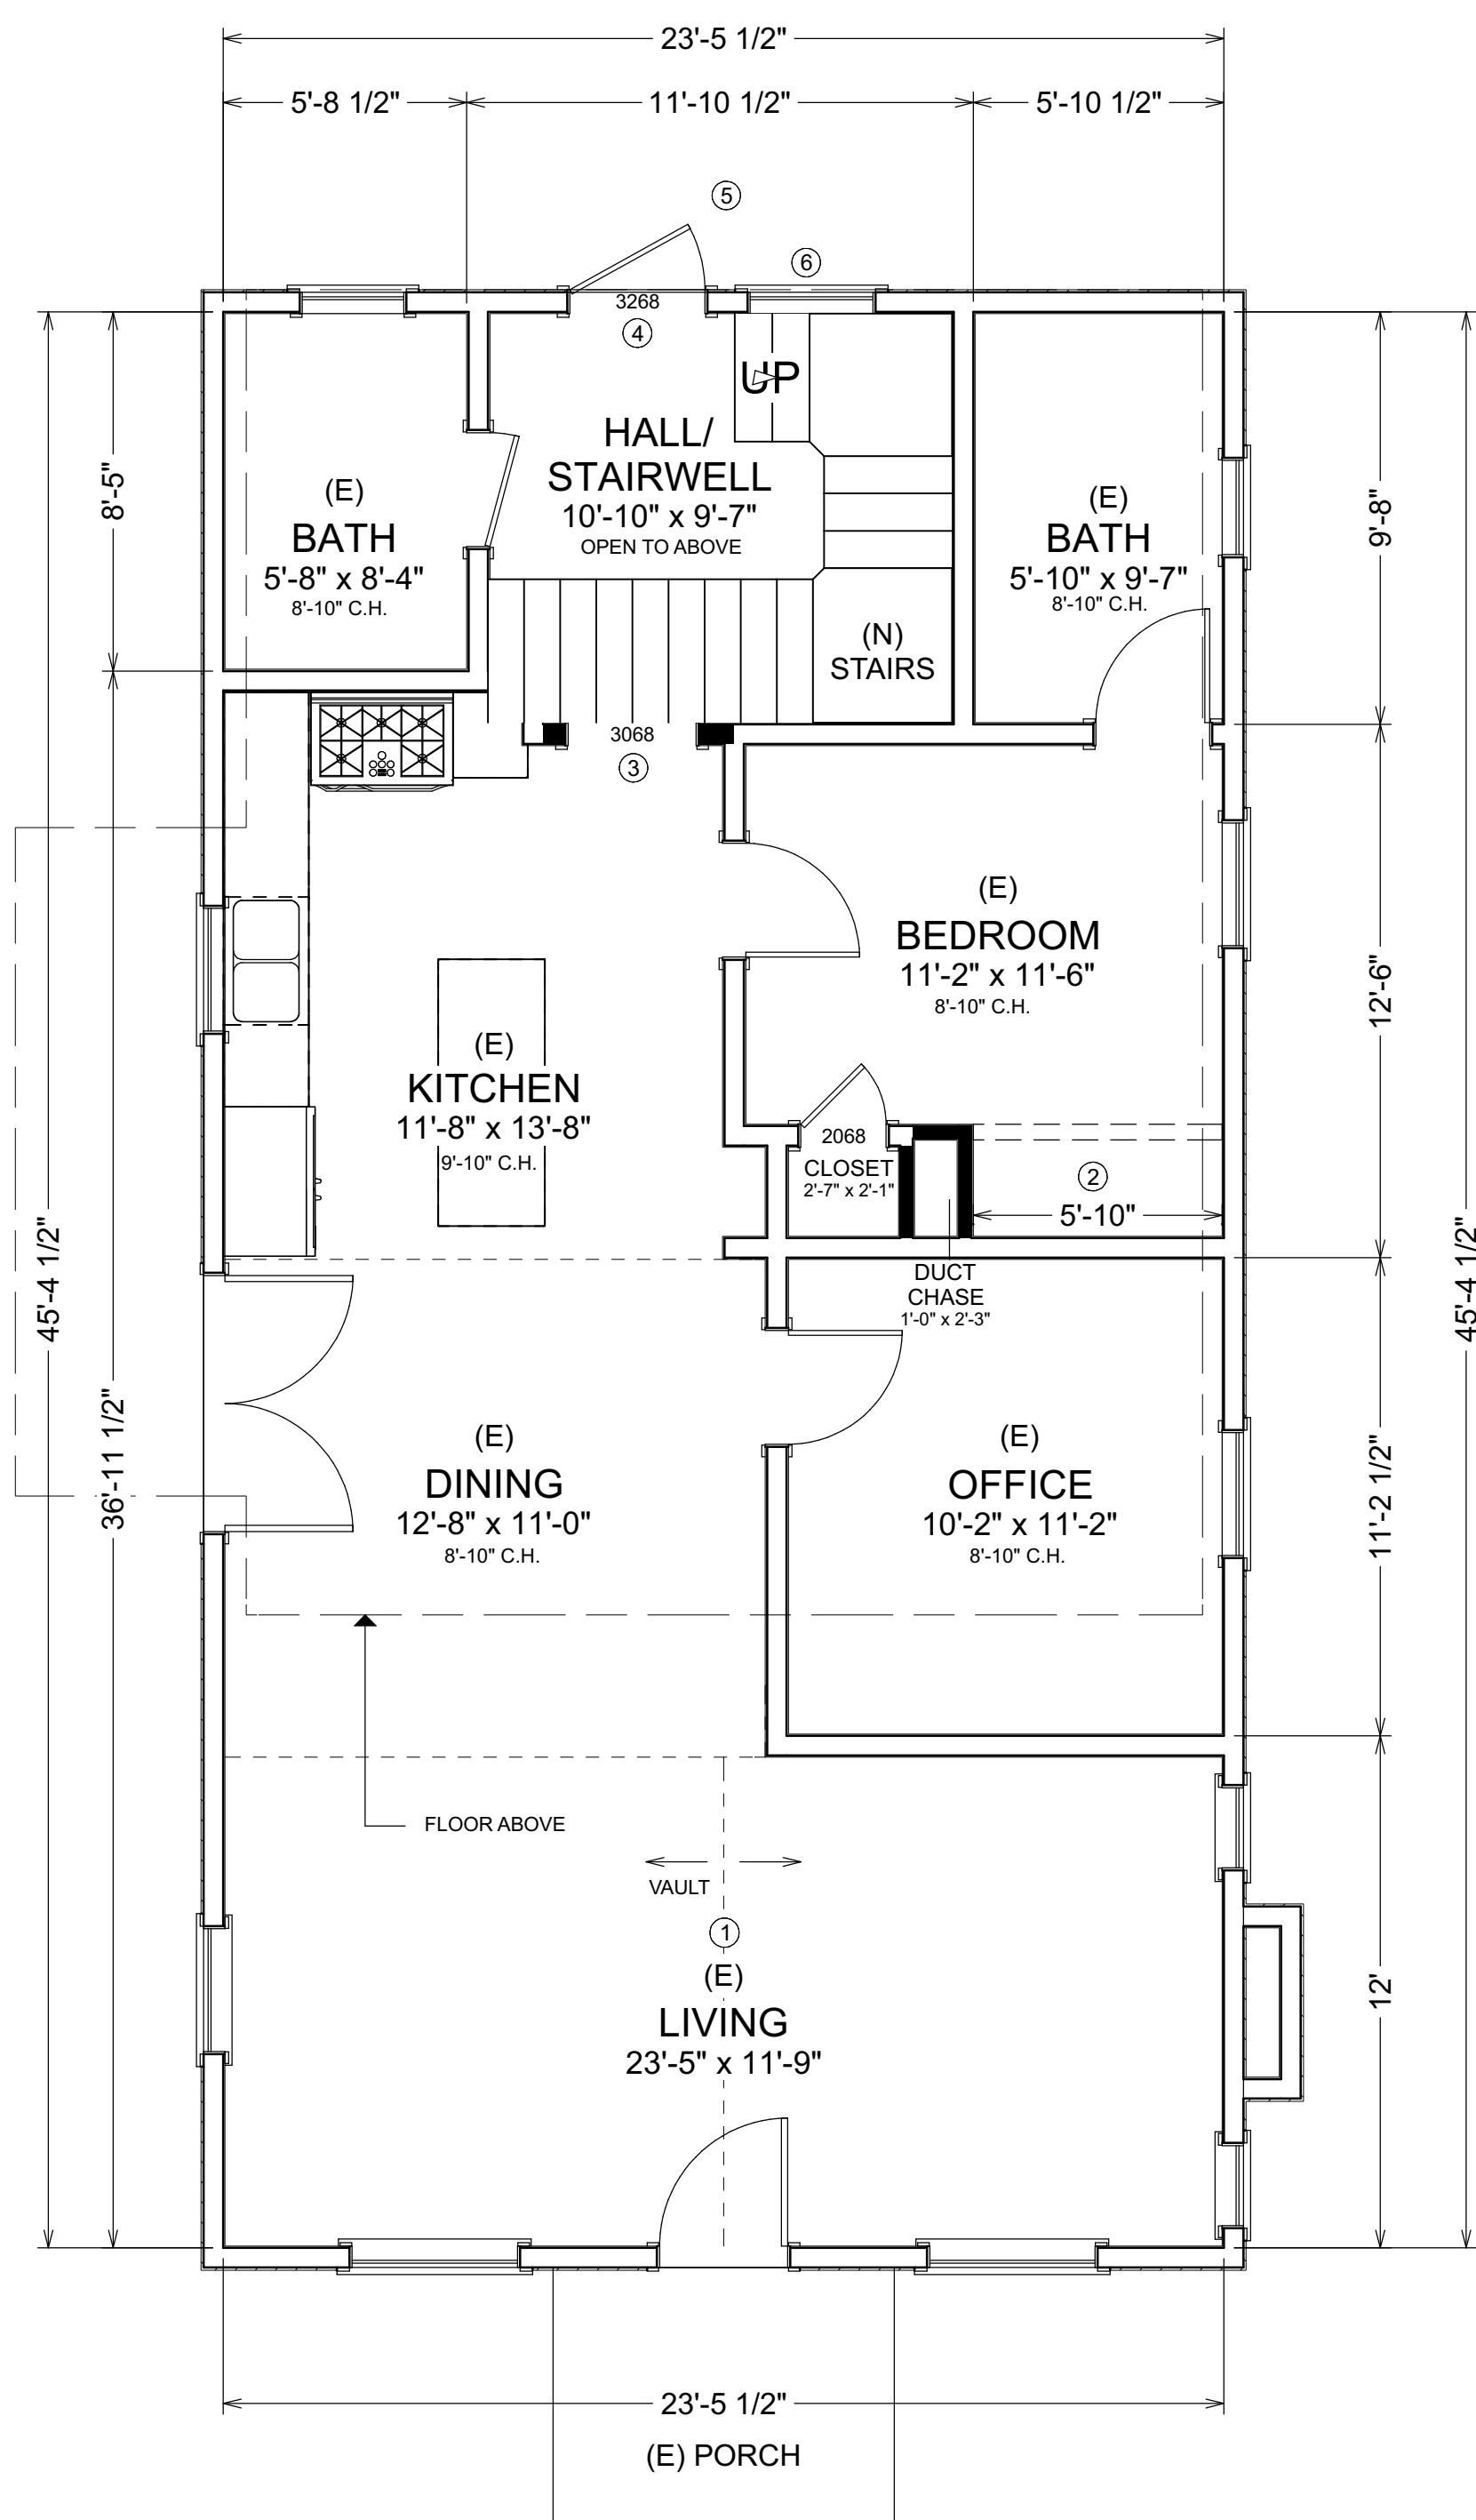 23'-5 1/2"
5'-8 1/2"
11'-10 1/2"
5'-10 1/2"
5
6
3268
4
UP
HALL/
STAIRWELL
10'-10" x 9'-7"
OPEN TO ABOVE
(E)
BATH
5'-8" x 8'-4"
8'-10" C.H.
(E)
BATH
5'-10" x 9'-7"
8'-10" C.H.
8'-5"
9'-8"
(N)
STAIRS
3068
3
(E)
BEDROOM
11'-2" x 11'-6"
8'-10" C.H.
12'-6"
(E)
KITCHEN
11'-8" x 13'-8"
9'-10" C.H.
2068
CLOSET
2'-7" x 2'-1"
2
5'-10"
DUCT
CHASE
1'-0" x 2'-3"
45'-4 1/2"
36'-11 1/2"
45'-4 1/2"
(E)
DINING
12'-8" x 11'-0"
8'-10" C.H.
(E)
OFFICE
10'-2" x 11'-2"
8'-10" C.H.
11'-2 1/2"
FLOOR ABOVE
VAULT
1
(E)
LIVING
23'-5" x 11'-9"
12'
23'-5 1/2"
(E) PORCH